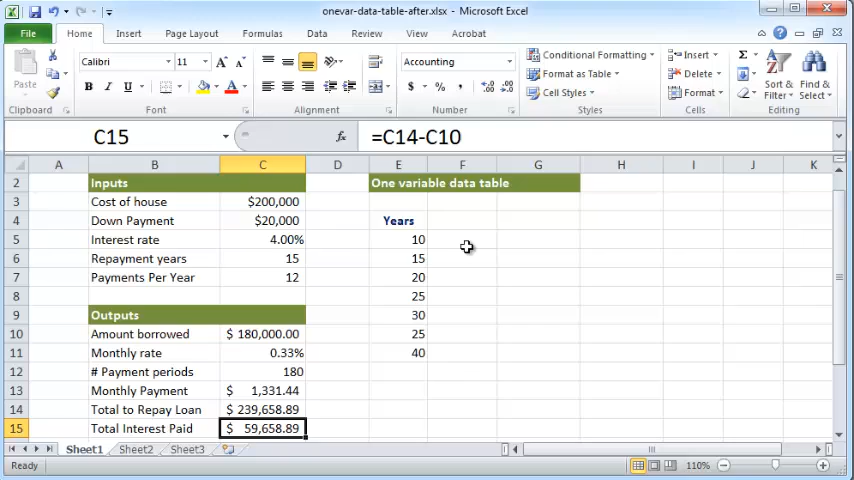 onevar-data-table-after.xlsx - Microsoft Excel
File Home Insert Page Layout Formulas Data Review View Acrobat
Paste Calibri 11 A A Accounting Conditional Formatting Insert Σ
B I U A $ % , .0 .00 .00 .0 Format as Table Delete Sort & Filter Find & Select
Cell Styles Format
Clipboard Font Alignment Number Styles Cells Editing
C15 fx =C14-C10
A B C D E F G H I J K
2 Inputs One variable data table
3 Cost of house $200,000
4 Down Payment $20,000 Years
5 Interest rate 4.00% 10
6 Repayment years 15 15
7 Payments Per Year 12 20
8 25
9 Outputs 30
10 Amount borrowed $ 180,000.00 25
11 Monthly rate 0.33% 40
12 # Payment periods 180
13 Monthly Payment $ 1,331.44
14 Total to Repay Loan $ 239,658.89
15 Total Interest Paid $ 59,658.89
Sheet1 Sheet2 Sheet3
Ready 110%